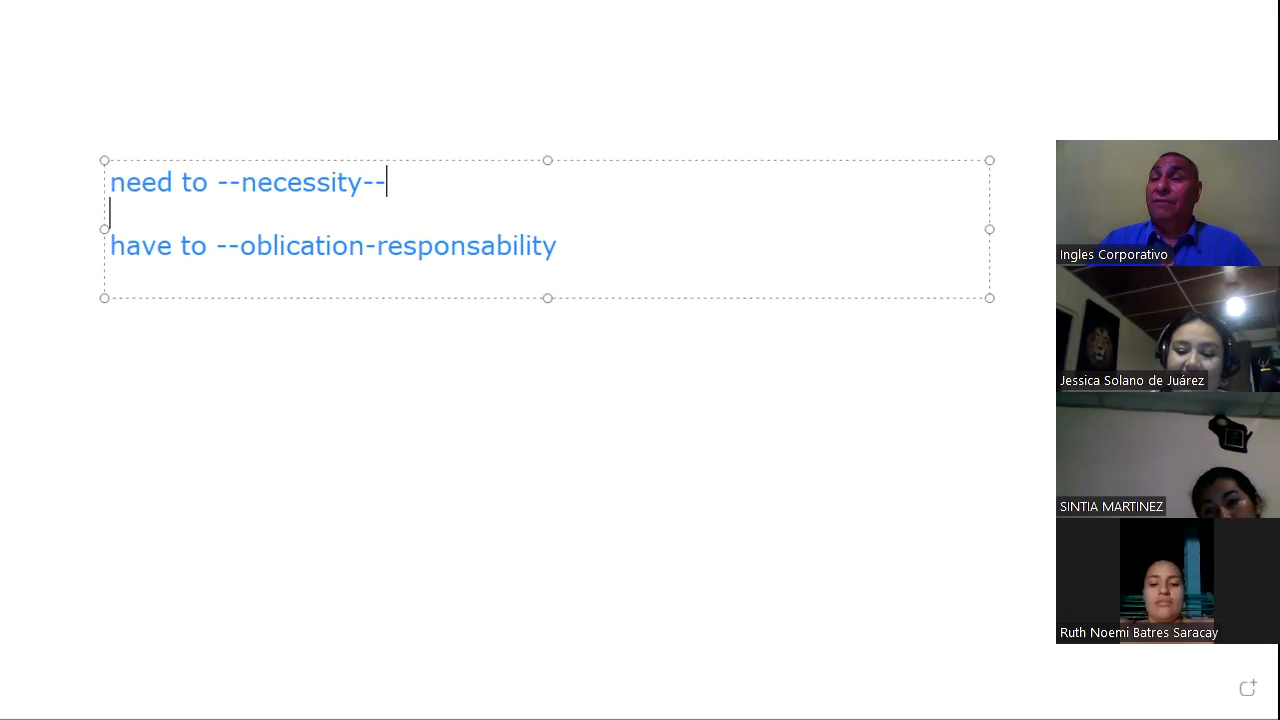 need to --necessity--
have to --oblication-responsability
Ingles Corporativo
Jessica Solano de Juárez
SINTIA MARTINEZ
Ruth Noemi Batres Saracay